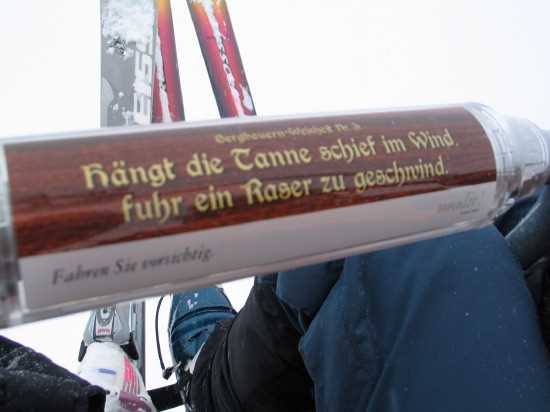 Bergbauern-Weisheit Nr. 3.
Hängt die Tanne schief im Wind,
fuhr ein Raser zu geschwind.
Fahren Sie vorsichtig.